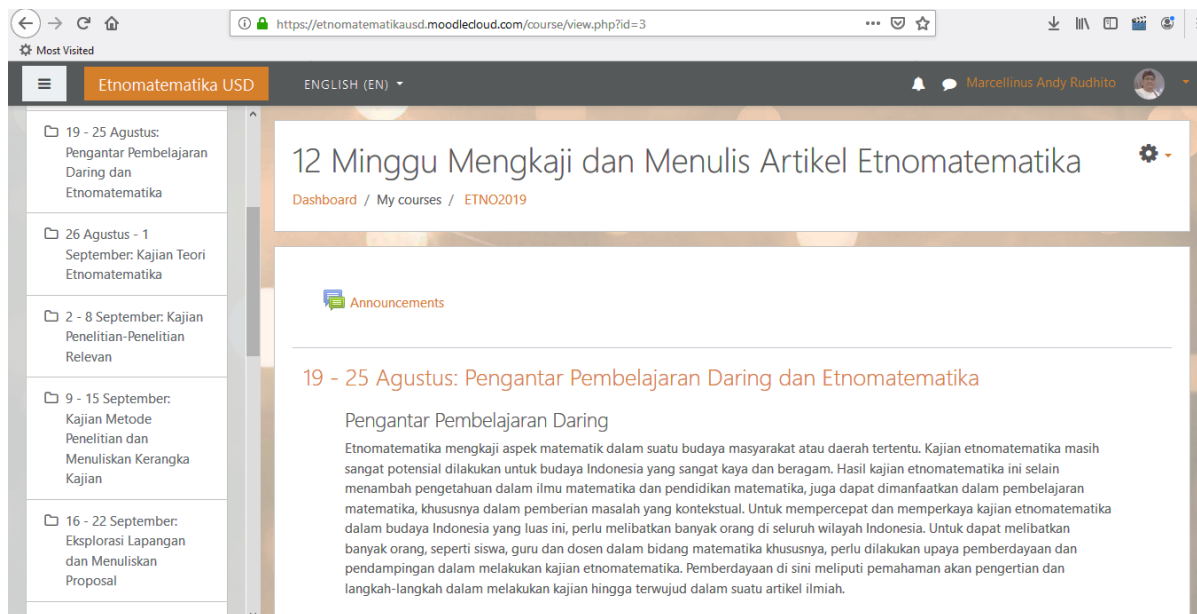 https://etnomatematikausd.moodlecloud.com/course/view.php?id=3
Most Visited
Etnomatematika USD
ENGLISH (EN)
Marcellinus Andy Rudhito
19 - 25 Agustus:
Pengantar Pembelajaran
Daring dan
Etnomatematika
26 Agustus - 1
September: Kajian Teori
Etnomatematika
2 - 8 September: Kajian
Penelitian-Penelitian
Relevan
9 - 15 September:
Kajian Metode
Penelitian dan
Menuliskan Kerangka
Kajian
16 - 22 September:
Eksplorasi Lapangan
dan Menuliskan
Proposal
12 Minggu Mengkaji dan Menulis Artikel Etnomatematika
Dashboard / My courses / ETNO2019
Announcements
19 - 25 Agustus: Pengantar Pembelajaran Daring dan Etnomatematika
Pengantar Pembelajaran Daring
Etnomatematika mengkaji aspek matematik dalam suatu budaya masyarakat atau daerah tertentu. Kajian etnomatematika masih
sangat potensial dilakukan untuk budaya Indonesia yang sangat kaya dan beragam. Hasil kajian etnomatematika ini selain
menambah pengetahuan dalam ilmu matematika dan pendidikan matematika, juga dapat dimanfaatkan dalam pembelajaran
matematika, khususnya dalam pemberian masalah yang kontekstual. Untuk mempercepat dan memperkaya kajian etnomatematika
dalam budaya Indonesia yang luas ini, perlu melibatkan banyak orang di seluruh wilayah Indonesia. Untuk dapat melibatkan
banyak orang, seperti siswa, guru dan dosen dalam bidang matematika khususnya, perlu dilakukan upaya pemberdayaan dan
pendampingan dalam melakukan kajian etnomatematika. Pemberdayaan di sini meliputi pemahaman akan pengertian dan
langkah-langkah dalam melakukan kajian hingga terwujud dalam suatu artikel ilmiah.